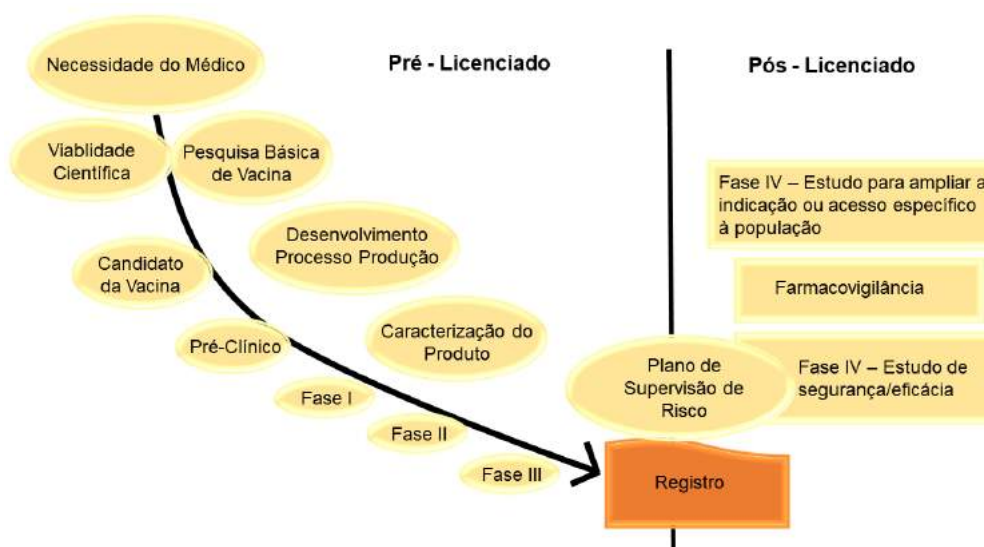 Necessidade do Médico
Pré - Licenciado
Pós - Licenciado
Viablidade
Científica
Pesquisa Básica
de Vacina
Desenvolvimento
Processo Produção
Candidato
da Vacina
Pré-Clínico
Caracterização do
Produto
Fase I
Fase II
Fase III
Fase IV – Estudo para ampliar a
indicação ou acesso específico
à população
Farmacovigilância
Plano de
Supervisão de
Risco
Fase IV – Estudo de
segurança/eficácia
Registro